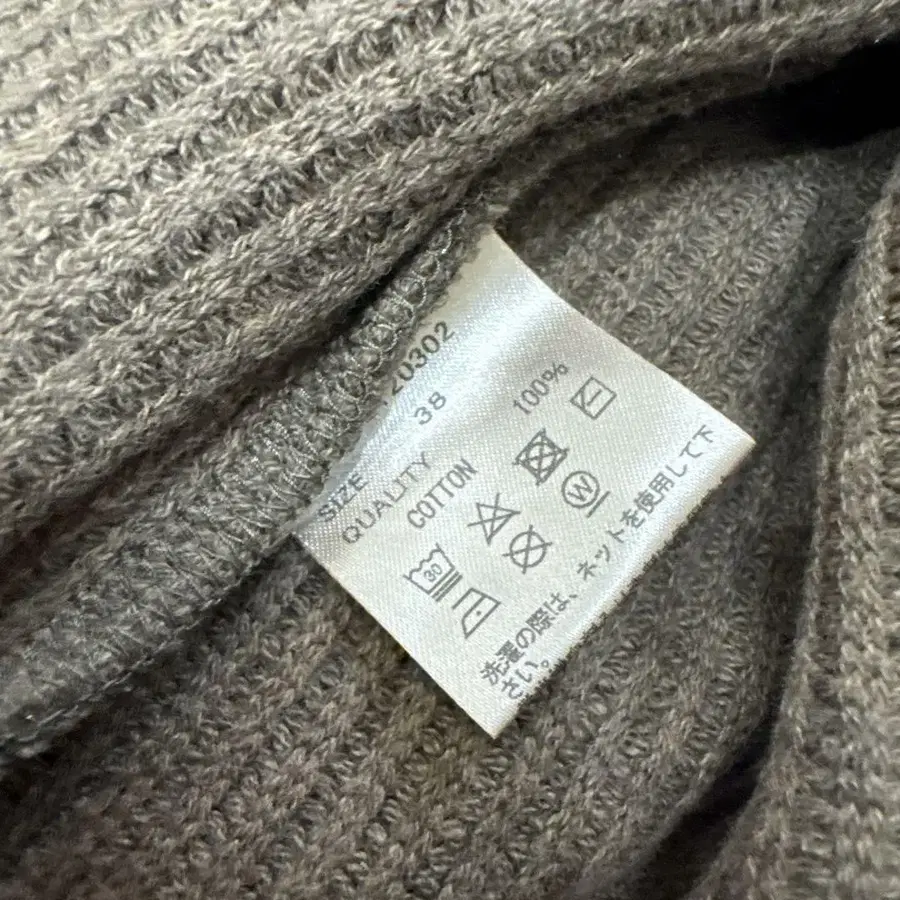 20302
SIZE 38
QUALITY
COTTON 100%
30
W
洗濯の際は、ネットを使用して下
さい。